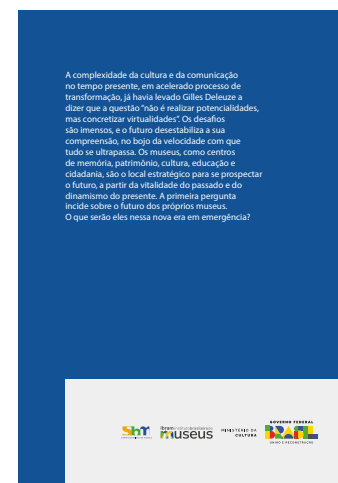 A complexidade da cultura e da comunicação
no tempo presente, em acelerado processo de
transformação, já havia levado Gilles Deleuze a
dizer que a questão “não é realizar potencialidades,
mas concretizar virtualidades”. Os desafios
são imensos, e o futuro desestabiliza a sua
compreensão, no bojo da velocidade com que
tudo se ultrapassa. Os museus, como centros
de memória, patrimônio, cultura, educação e
cidadania, são o local estratégico para se prospectar
o futuro, a partir da vitalidade do passado e do
dinamismo do presente. A primeira pergunta
incide sobre o futuro dos próprios museus.
O que serão eles nessa nova era em emergência?
museus
MINISTÉRIO DA
CULTURA
GOVERNO FEDERAL
BRASIL
UNIÃO E RECONSTRUÇÃO